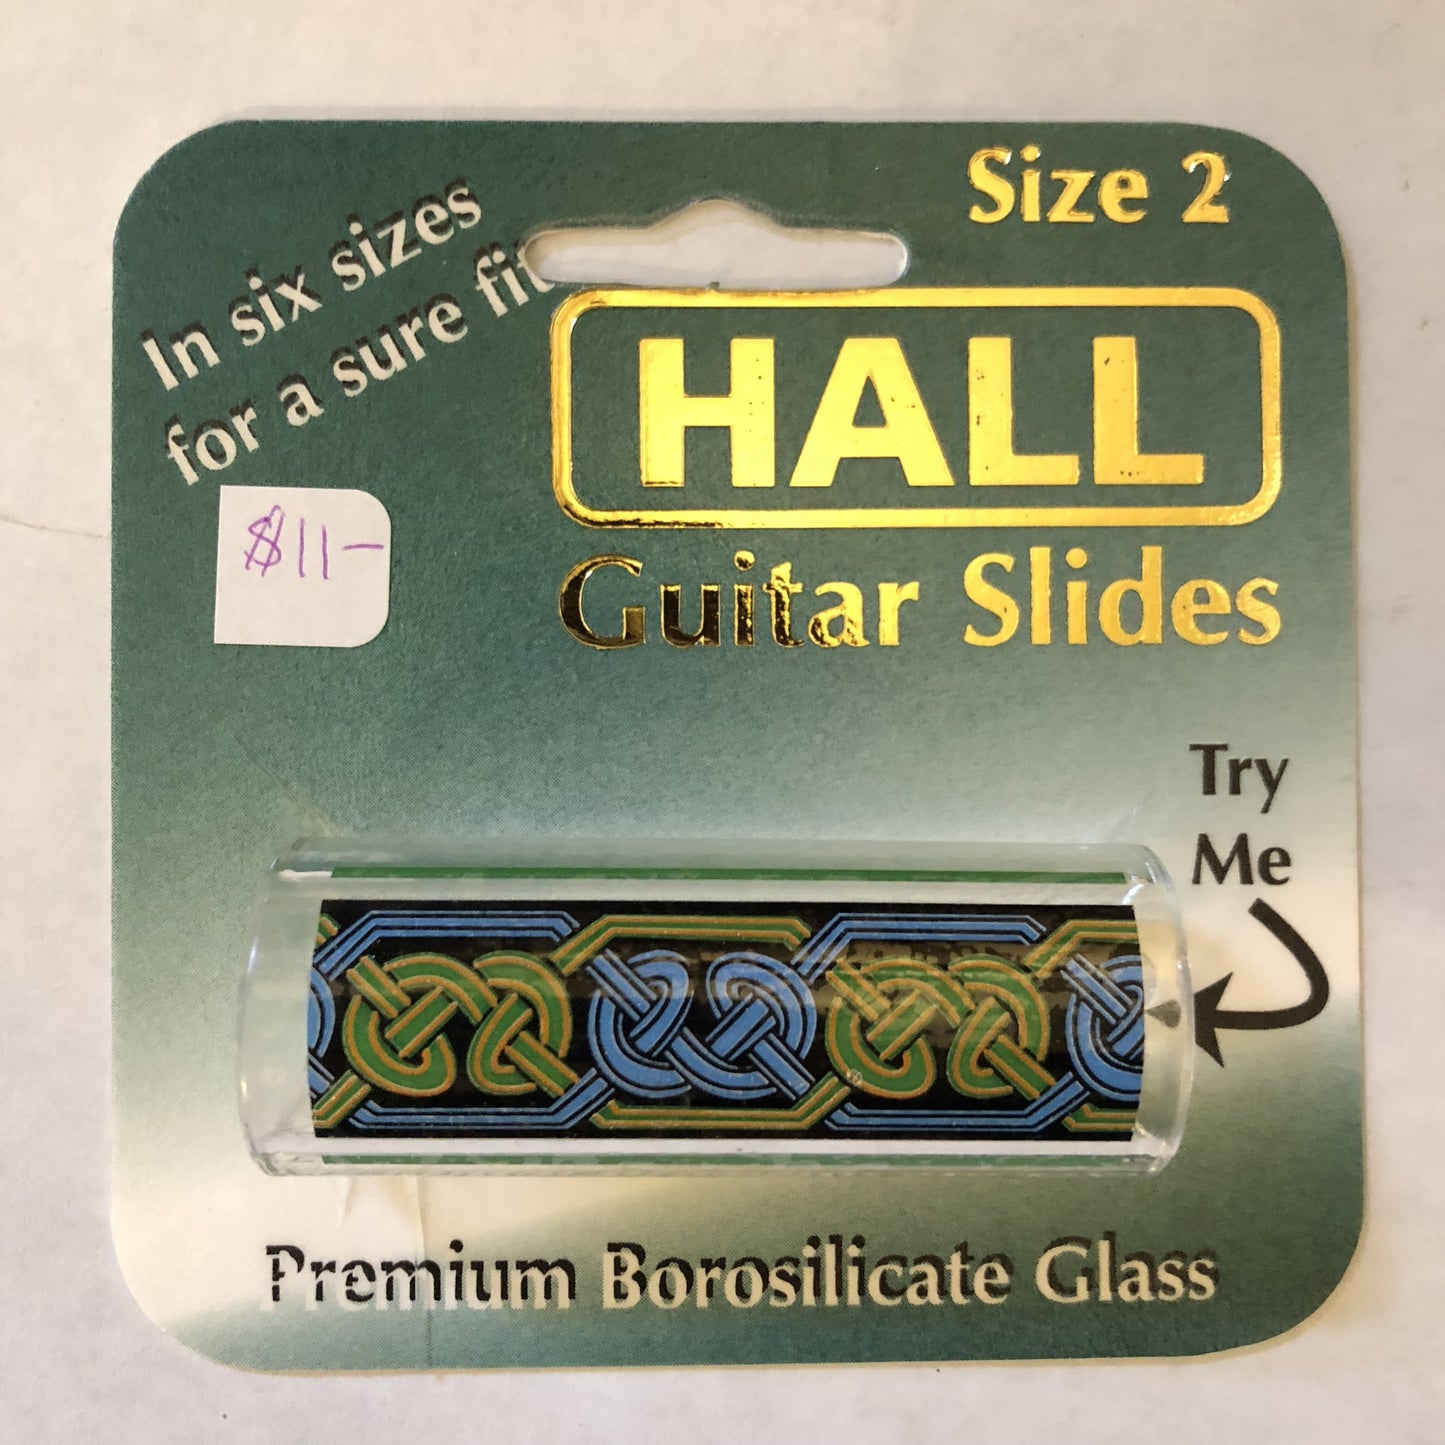 Size 2
In six sizes
for a sure fit
HALL
Guitar Slides
$11-
Try
Me
Premium Borosilicate Glass